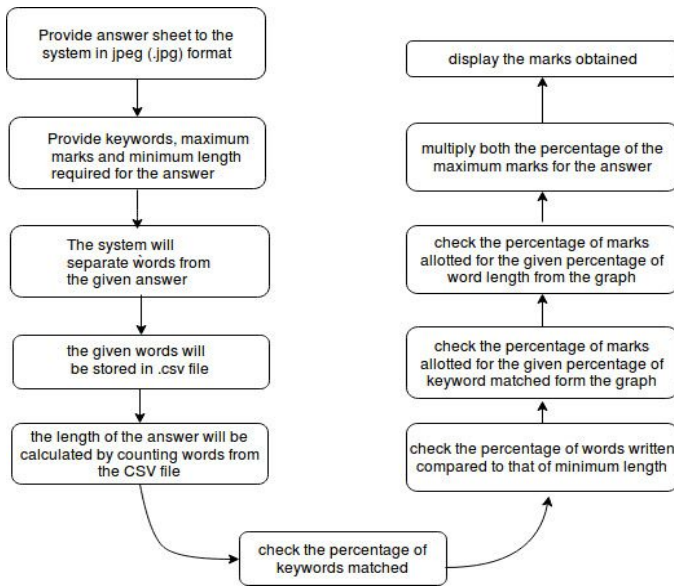 Provide answer sheet to the
system in jpeg (.jpg) format
Provide keywords, maximum
marks and minimum length
required for the answer
The system will
separate words from
the given answer
the given words will
be stored in .csv file
the length of the answer will be
calculated by counting words from
the CSV file
check the percentage of
keywords matched
check the percentage of words written
compared to that of minimum length
check the percentage of marks
allotted for the given percentage of
keyword matched form the graph
check the percentage of marks
allotted for the given percentage of
word length from the graph
multiply both the percentage of the
maximum marks for the answer
display the marks obtained